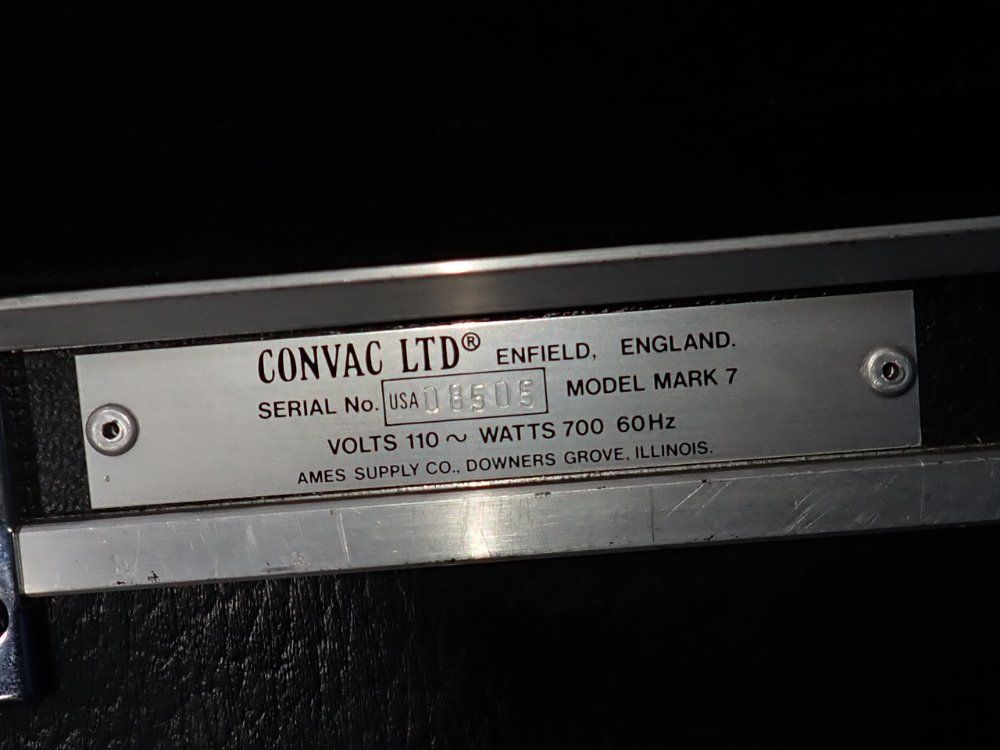 CONVAC LTD® ENFIELD, ENGLAND.
SERIAL No. USA 08505 MODEL MARK 7
VOLTS 110 ~ WATTS 700 60Hz
AMES SUPPLY CO., DOWNERS GROVE, ILLINOIS.